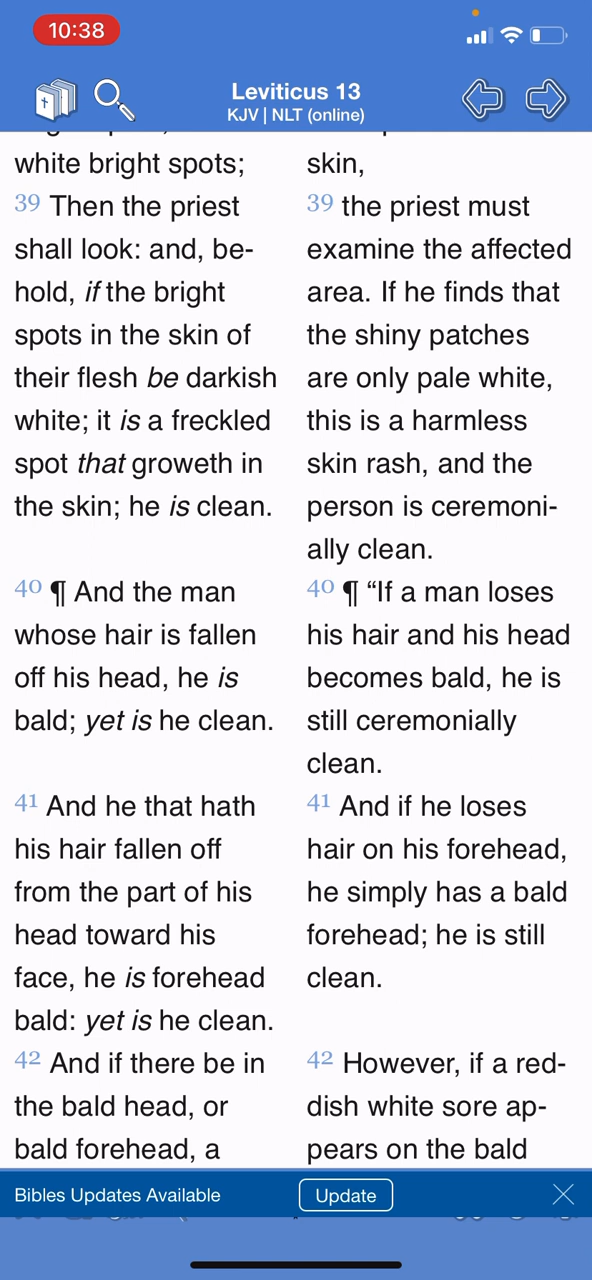 10:38
Leviticus 13
KJV | NLT (online)
white bright spots;
39 Then the priest
shall look: and, be-
hold, if the bright
spots in the skin of
their flesh be darkish
white; it is a freckled
spot that groweth in
the skin; he is clean.
40 ¶ And the man
whose hair is fallen
off his head, he is
bald; yet is he clean.
41 And he that hath
his hair fallen off
from the part of his
head toward his
face, he is forehead
bald: yet is he clean.
42 And if there be in
the bald head, or
bald forehead, a
skin,
39 the priest must
examine the affected
area. If he finds that
the shiny patches
are only pale white,
this is a harmless
skin rash, and the
person is ceremoni-
ally clean.
40 ¶ “If a man loses
his hair and his head
becomes bald, he is
still ceremonially
clean.
41 And if he loses
hair on his forehead,
he simply has a bald
forehead; he is still
clean.
42 However, if a red-
dish white sore ap-
pears on the bald
Bibles Updates Available
Update